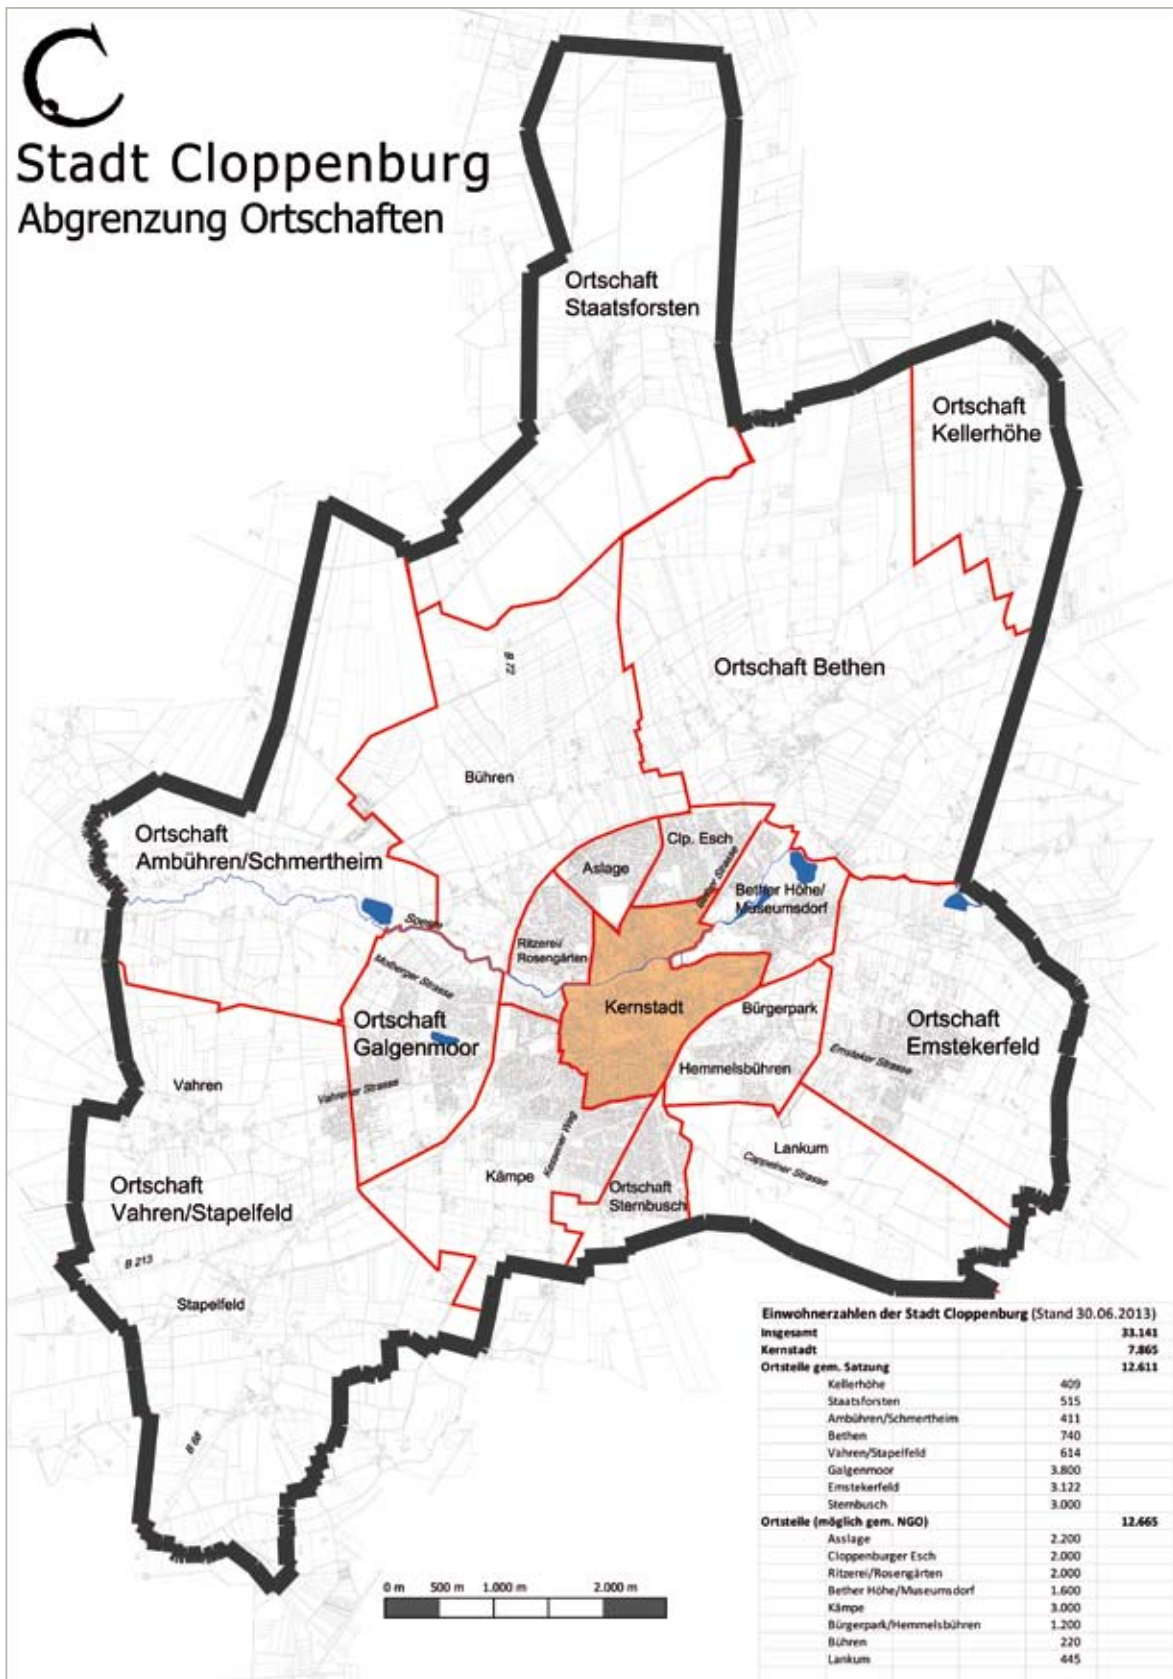 Stadt Cloppenburg
Abgrenzung Ortschaften
Ortschaft
Staatsforsten
Ortschaft
Kellerhöhe
B 72
Ortschaft Bethen
Bühren
Ortschaft
Ambühren/Schmertheim
Clp. Esch
Aslage
Bether Strasse
Bether Höhe/
Museumsdorf
Soeste
Ritzerei/
Rosengärten
Molberger Strasse
Kernstadt
Bürgerpark
Ortschaft
Galgenmoor
Ortschaft
Emstekerfeld
Emsteker Strasse
Hemmelsbühren
Vahren
Vahrener Strasse
Kessener Weg
Lankum
Cappelner Strasse
Kämpe
Ortschaft
Sternbusch
Ortschaft
Vahren/Stapelfeld
B 213
Stapelfeld
B 68
0 m 500 m 1.000 m 2.000 m
Einwohnerzahlen der Stadt Cloppenburg (Stand 30.06.2013)
Insgesamt 33.141
Kernstadt 7.865
Ortsteile gem. Satzung 12.611
Kellerhöhe 409
Staatsforsten 515
Ambühren/Schmertheim 411
Bethen 740
Vahren/Stapelfeld 614
Galgenmoor 3.800
Emstekerfeld 3.122
Sternbusch 3.000
Ortsteile (möglich gem. NGO) 12.665
Asslage 2.200
Cloppenburger Esch 2.000
Ritzerei/Rosengärten 2.000
Bether Höhe/Museumsdorf 1.600
Kämpe 3.000
Bürgerpark/Hemmelsbühren 1.200
Bühren 220
Lankum 445